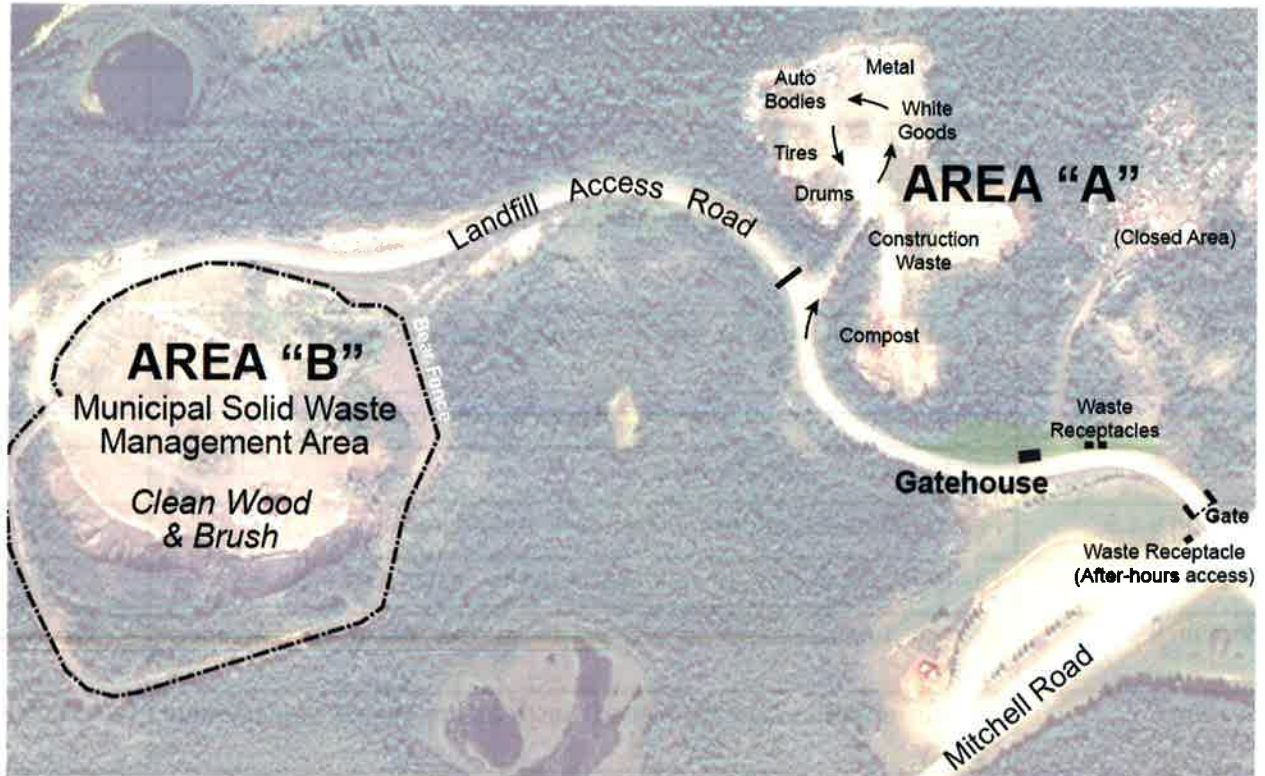 Metal
Auto
Bodies
White
Goods
Tires
Drums
AREA “A”
Landfill Access Road
(Closed Area)
Construction
Waste
Compost
Bear Fence
AREA “B”
Municipal Solid Waste
Management Area
Clean Wood
& Brush
Waste
Receptacles
Gatehouse
Gate
Waste Receptacle
(After-hours access)
Mitchell Road